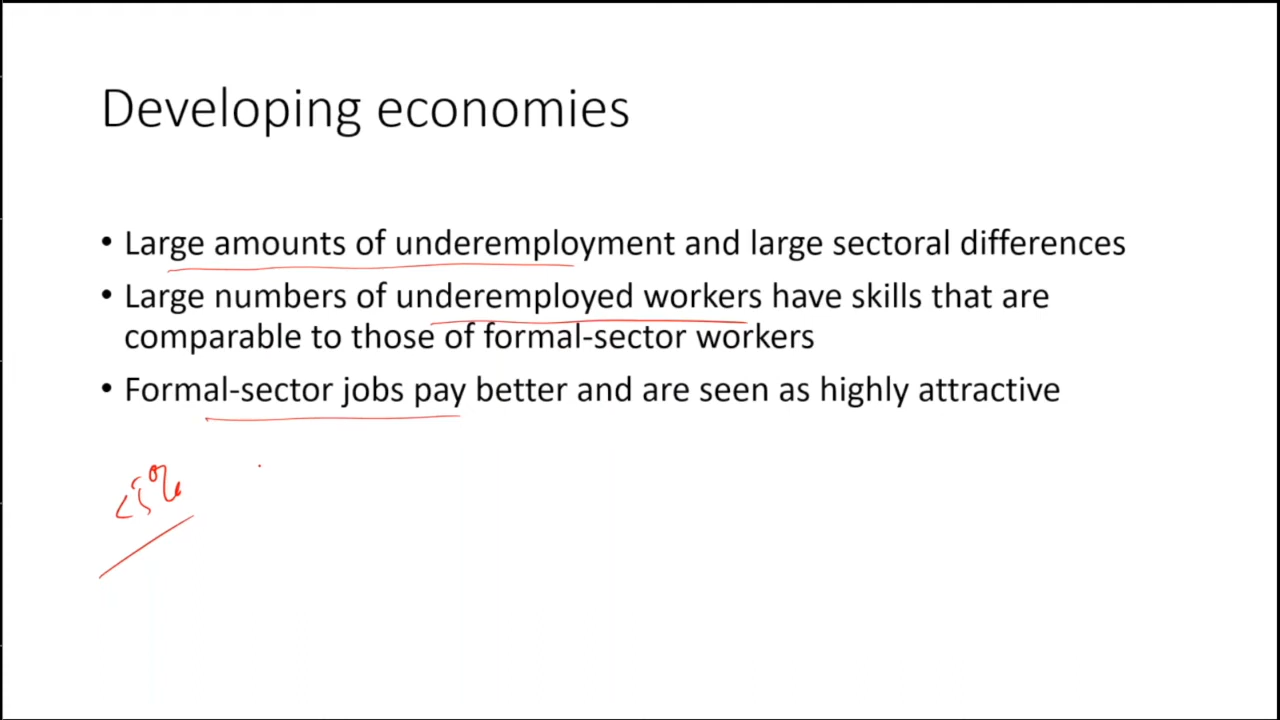 Developing economies
• Large amounts of underemployment and large sectoral differences
• Large numbers of underemployed workers have skills that are
comparable to those of formal-sector workers
• Formal-sector jobs pay better and are seen as highly attractive
<5%